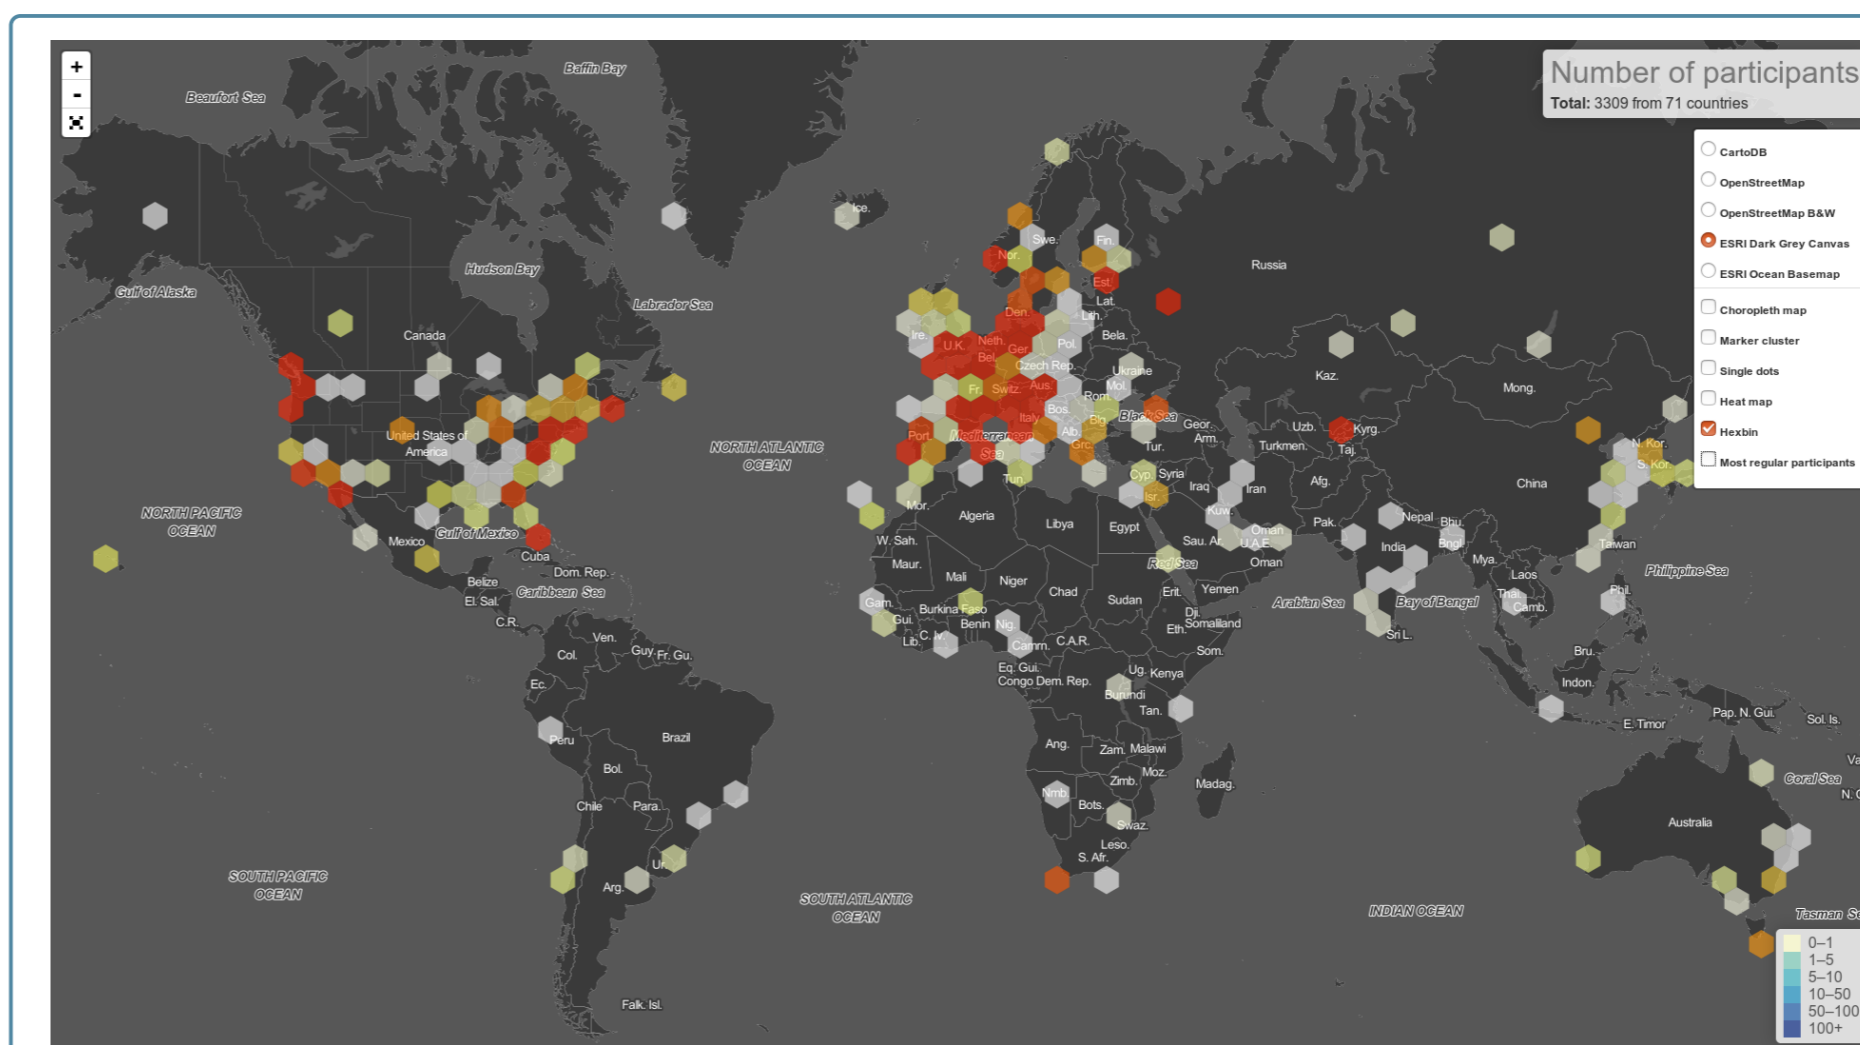 +
-
Number of participants
Total: 3309 from 71 countries
CartoDB
OpenStreetMap
OpenStreetMap B&W
ESRI Dark Grey Canvas
ESRI Ocean Basemap
Choropleth map
Marker cluster
Single dots
Heat map
Hexbin
Most regular participants
Baffin Bay
Beaufort Sea
Ice.
Swe.
Fin.
Nor.
Russia
Hudson Bay
Gulf of Alaska
Labrador Sea
Est.
Lat.
Den.
Lith.
Canada
Ire.
U.K.
Neth.
Ger.
Pol.
Bela.
Bel.
Czech Rep.
Ukraine
Kaz.
Mong.
Fr.
Switz.
Aus.
Mol.
Rom.
Bos.
Italy
Blg.
Black Sea
Geor.
Uzb.
Kyrg.
United States of
America
Port.
Mediterranean
Sea
Alb.
Grc.
Tur.
Arm.
Turkmen.
Taj.
N. Kor.
S. Kor.
NORTH ATLANTIC
OCEAN
Tun.
Cyp.
Syria
Iraq
Iran
Afg.
China
Isr.
NORTH PACIFIC
OCEAN
Mor.
Algeria
Libya
Egypt
Kuw.
Pak.
Nepal
Bhu.
Gulf of Mexico
Mexico
Cuba
W. Sah.
Sau. Ar.
Oman
U.A.E.
India
Bngl.
Taiwan
Maur.
Red Sea
Oman
Mya.
Dom. Rep.
Belize
Caribbean Sea
Mali
Niger
Chad
Sudan
Erit.
Yemen
Laos
Philippine Sea
El. Sal.
Gam.
Burkina Faso
Arabian Sea
Bay of Bengal
Thai.
Camb.
Phil.
C.R.
Gui.
Benin
Nig.
Dji.
Somaliland
Eth.
Sri L.
Lib.
C. Iv.
Camrn.
C.A.R.
Som.
Ven.
Col.
Guy.
Fr. Gu.
Eq. Gui.
Congo Dem. Rep.
Ug.
Kenya
Bru.
Indon.
Ec.
Burundi
Tan.
Pap. N. Gui.
Sol. Is.
E. Timor
Peru
Brazil
Ang.
Zam.
Malawi
Moz.
Bol.
Zimb.
Madag.
Coral Sea
Nmb.
Bots.
Chile
Para.
Swaz.
Australia
Leso.
S. Afr.
Ur.
Arg.
SOUTH PACIFIC
OCEAN
SOUTH ATLANTIC
OCEAN
INDIAN OCEAN
Tasman
Falk. Isl.
0–1
1–5
5–10
10–50
50–100
100+